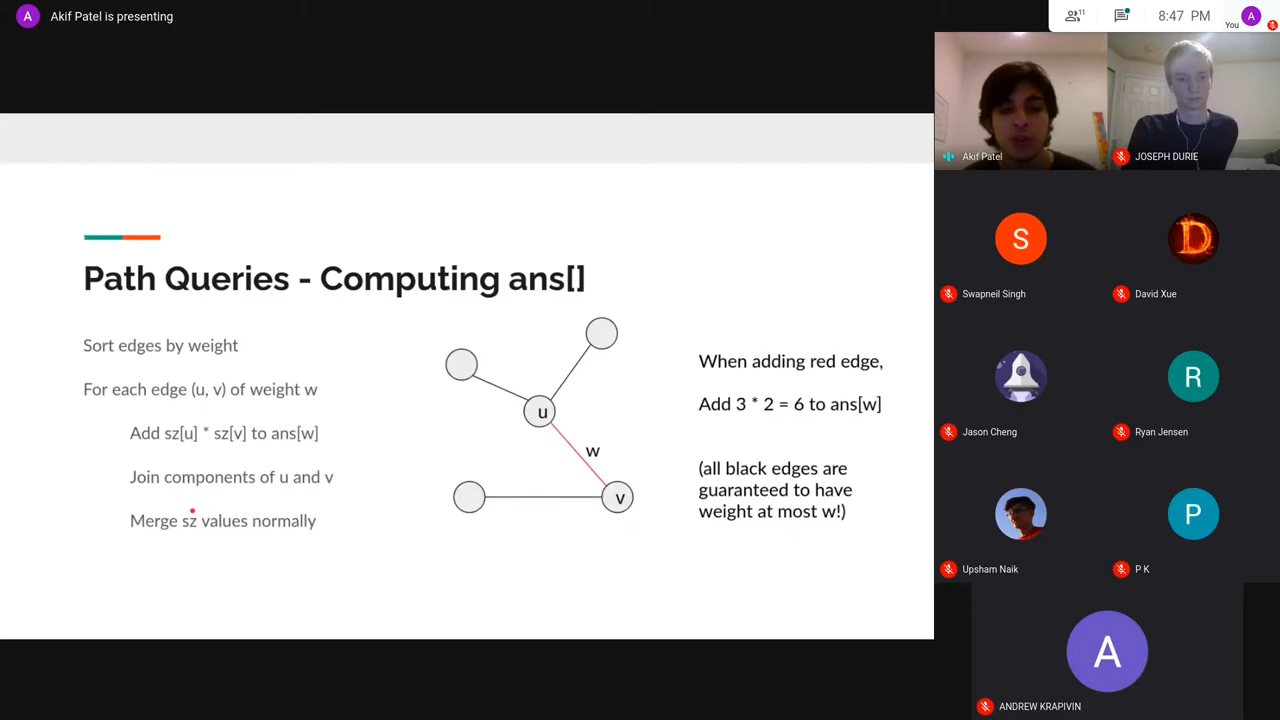 A
Akif Patel is presenting
11
8:47 PM
You
A
Path Queries - Computing ans[]
Sort edges by weight
For each edge (u, v) of weight w
Add sz[u] * sz[v] to ans[w]
Join components of u and v
Merge sz values normally
u
w
v
When adding red edge,
Add 3 * 2 = 6 to ans[w]
(all black edges are
guaranteed to have
weight at most w!)
Akif Patel
JOSEPH DURIE
S
Swapneil Singh
D
David Xue
Jason Cheng
R
Ryan Jensen
Upsham Naik
P
P K
A
ANDREW KRAPIVIN